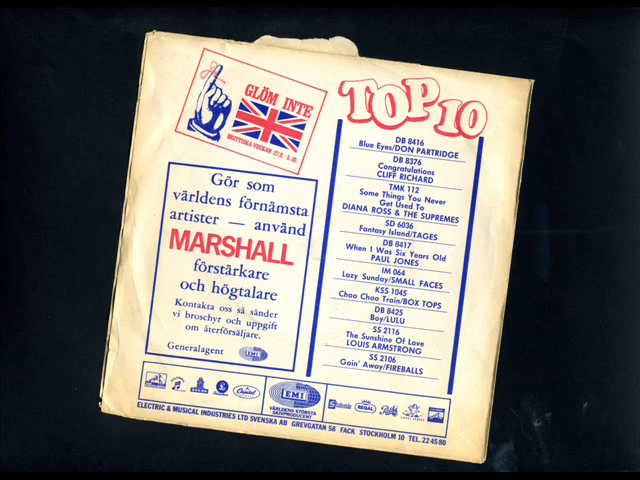 GLÖM INTE
BRITTISKA VECKAN 27.9. - 5.10.
TOP 10
DB 8416
Blue Eyes/DON PARTRIDGE
DB 8376
Congratulations
CLIFF RICHARD
TMK 112
Some Things You Never
Get Used To
DIANA ROSS & THE SUPREMES
SD 6036
Fantasy Island/TAGES
DB 8417
When I Was Six Years Old
PAUL JONES
IM 064
Lazy Sunday/SMALL FACES
KSS 1045
Choo Choo Train/BOX TOPS
DB 8425
Boy/LULU
SS 2116
The Sunshine Of Love
LOUIS ARMSTRONG
SS 2106
Goin' Away/FIREBALLS
Gör som
världens förnämsta
artister — använd
MARSHALL
förstärkare
och högtalare
Kontakta oss så sänder
vi broschyr och uppgift
om återförsäljare.
Generalagent
EMI
Capitol
EMI
VÄRLDENS STÖRSTA
SKIVPRODUCENT
Stateside
REGAL
ELECTRIC & MUSICAL INDUSTRIES LTD SVENSKA AB GREVGATAN 58 FACK STOCKHOLM 10 TEL. 22 45 80